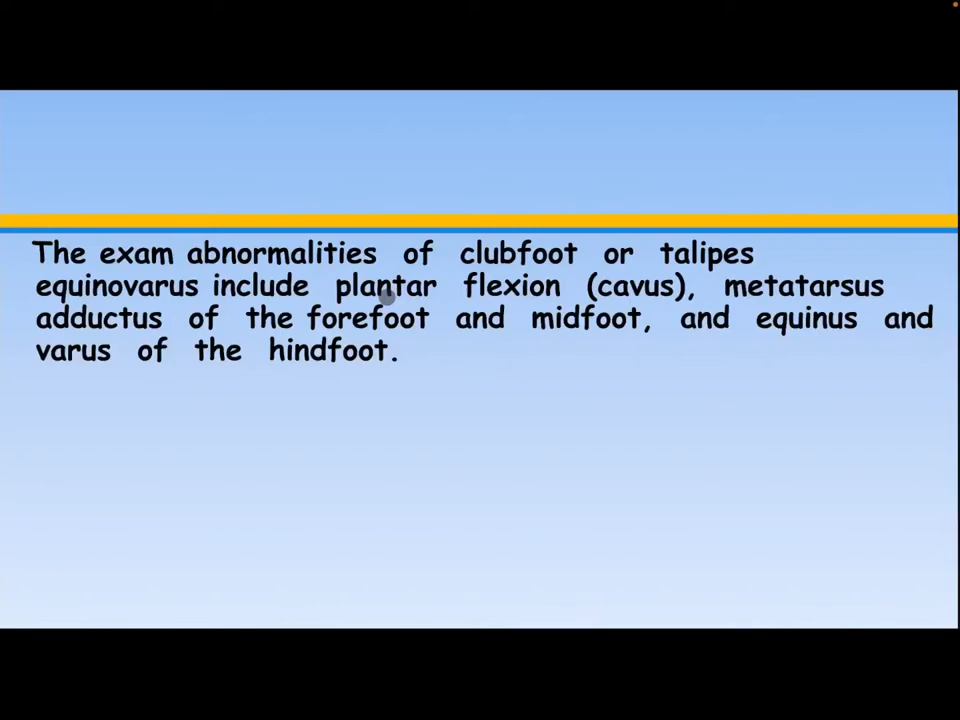 The exam abnormalities of clubfoot or talipes
equinovarus include plantar flexion (cavus), metatarsus
adductus of the forefoot and midfoot, and equinus and
varus of the hindfoot.